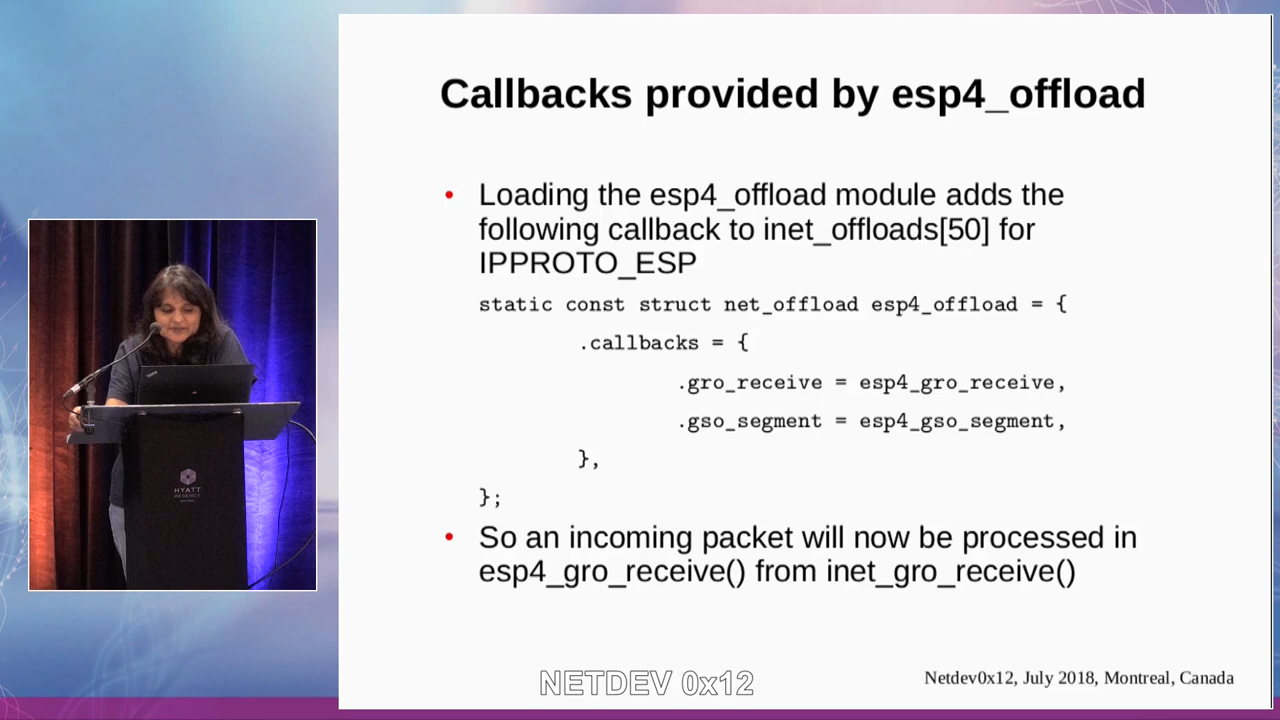 Callbacks provided by esp4_offload
• Loading the esp4_offload module adds the
following callback to inet_offloads[50] for
IPPROTO_ESP
static const struct net_offload esp4_offload = {
.callbacks = {
.gro_receive = esp4_gro_receive,
.gso_segment = esp4_gso_segment,
},
};
• So an incoming packet will now be processed in
esp4_gro_receive() from inet_gro_receive()
HYATT
REGENCY
NETDEV 0x12
Netdev0x12, July 2018, Montreal, Canada